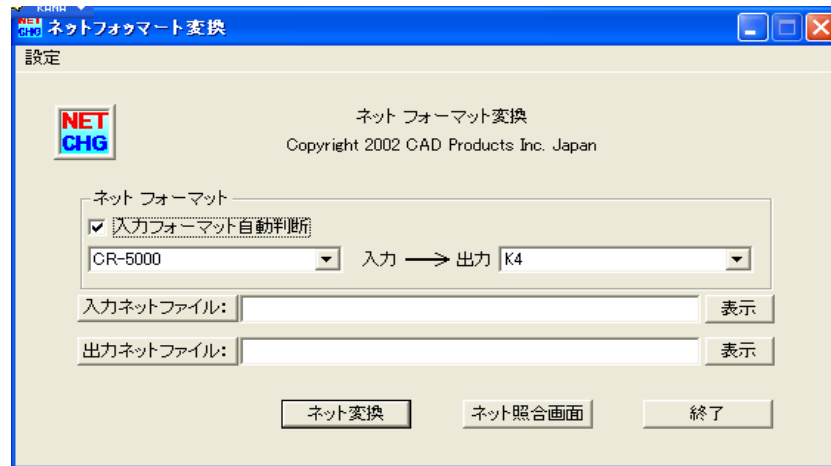 KANA
NET CHG ネットフォゥマート変換
設定
NET
CHG
ネット フォーマット変換
Copyright 2002 CAD Products Inc. Japan
ネット フォーマット
入力フォーマット自動判断
CR-5000 入力 → 出力 K4
入力ネットファイル: 表示
出力ネットファイル: 表示
ネット変換 ネット照合画面 終了